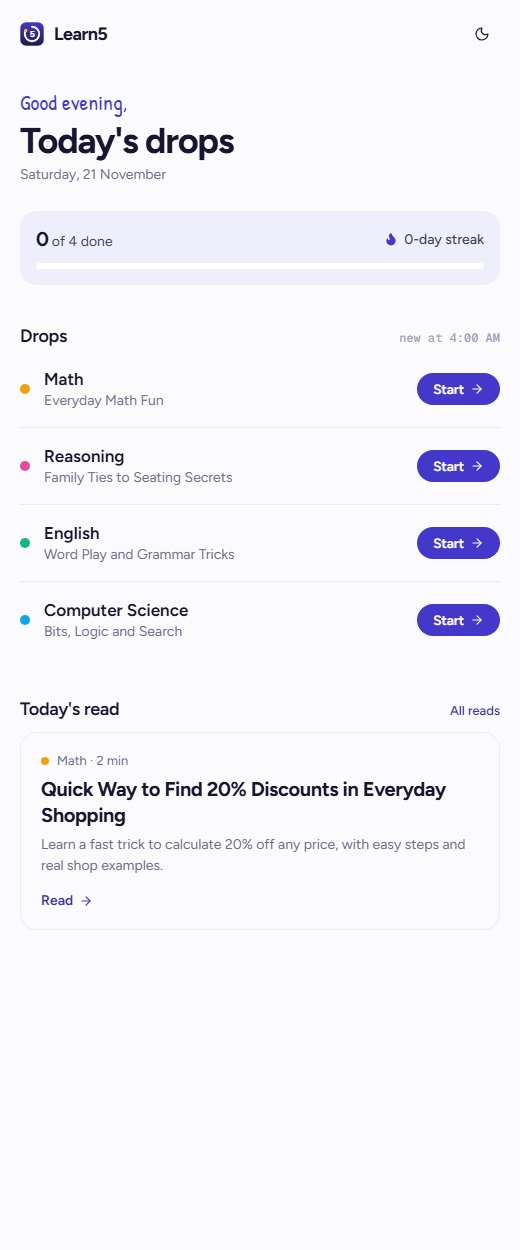 5 Learn5
Good evening,
Today's drops
Saturday, 21 November
0 of 4 done 0-day streak
Drops new at 4:00 AM
Math
Everyday Math Fun
Start →
Reasoning
Family Ties to Seating Secrets
Start →
English
Word Play and Grammar Tricks
Start →
Computer Science
Bits, Logic and Search
Start →
Today's read All reads
Math · 2 min
Quick Way to Find 20% Discounts in Everyday
Shopping
Learn a fast trick to calculate 20% off any price, with easy steps and
real shop examples.
Read →